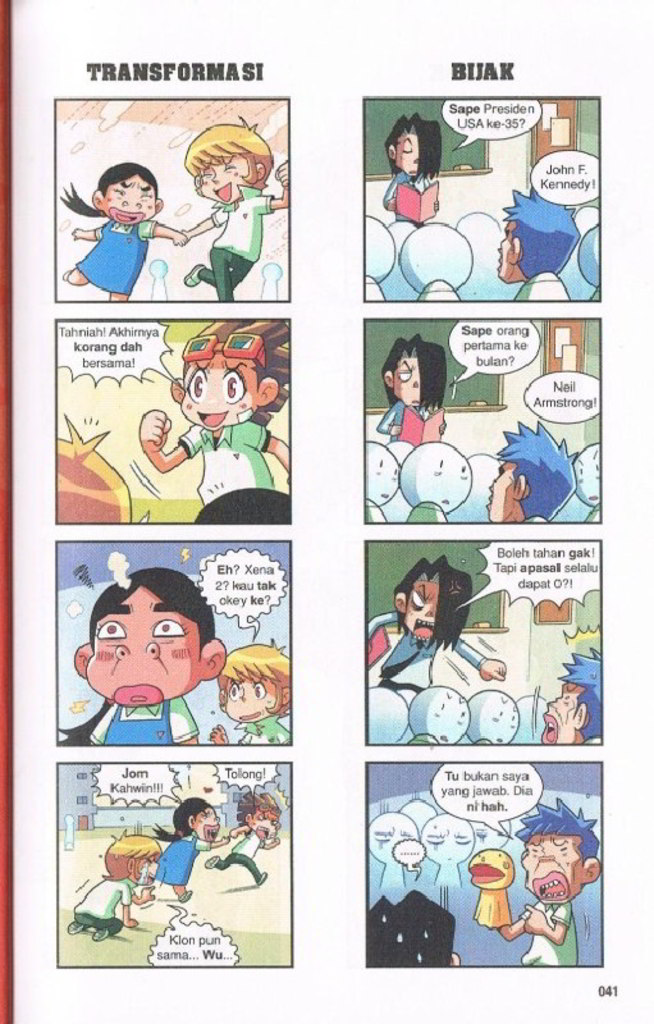 TRANSFORMASI
Tahniah! Akhirnya
korang dah
bersama!
Eh? Xena
2? kau tak
okey ke?
Jom
Kahwin!!!
Tolong!
Klon pun
sama... Wu...
BIJAK
Sape Presiden
USA ke-35?
John F.
Kennedy!
Sape orang
pertama ke
bulan?
Neil
Armstrong!
Boleh tahan gak!
Tapi apasal selalu
dapat 0?!
Tu bukan saya
yang jawab. Dia
ni hah.
......
041